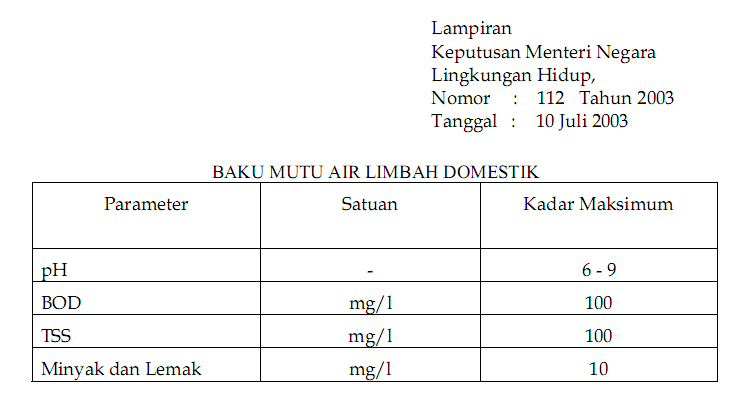 Lampiran
Keputusan Menteri Negara
Lingkungan Hidup,
Nomor : 112 Tahun 2003
Tanggal : 10 Juli 2003
BAKU MUTU AIR LIMBAH DOMESTIK
Parameter Satuan Kadar Maksimum
pH - 6 - 9
BOD mg/l 100
TSS mg/l 100
Minyak dan Lemak mg/l 10